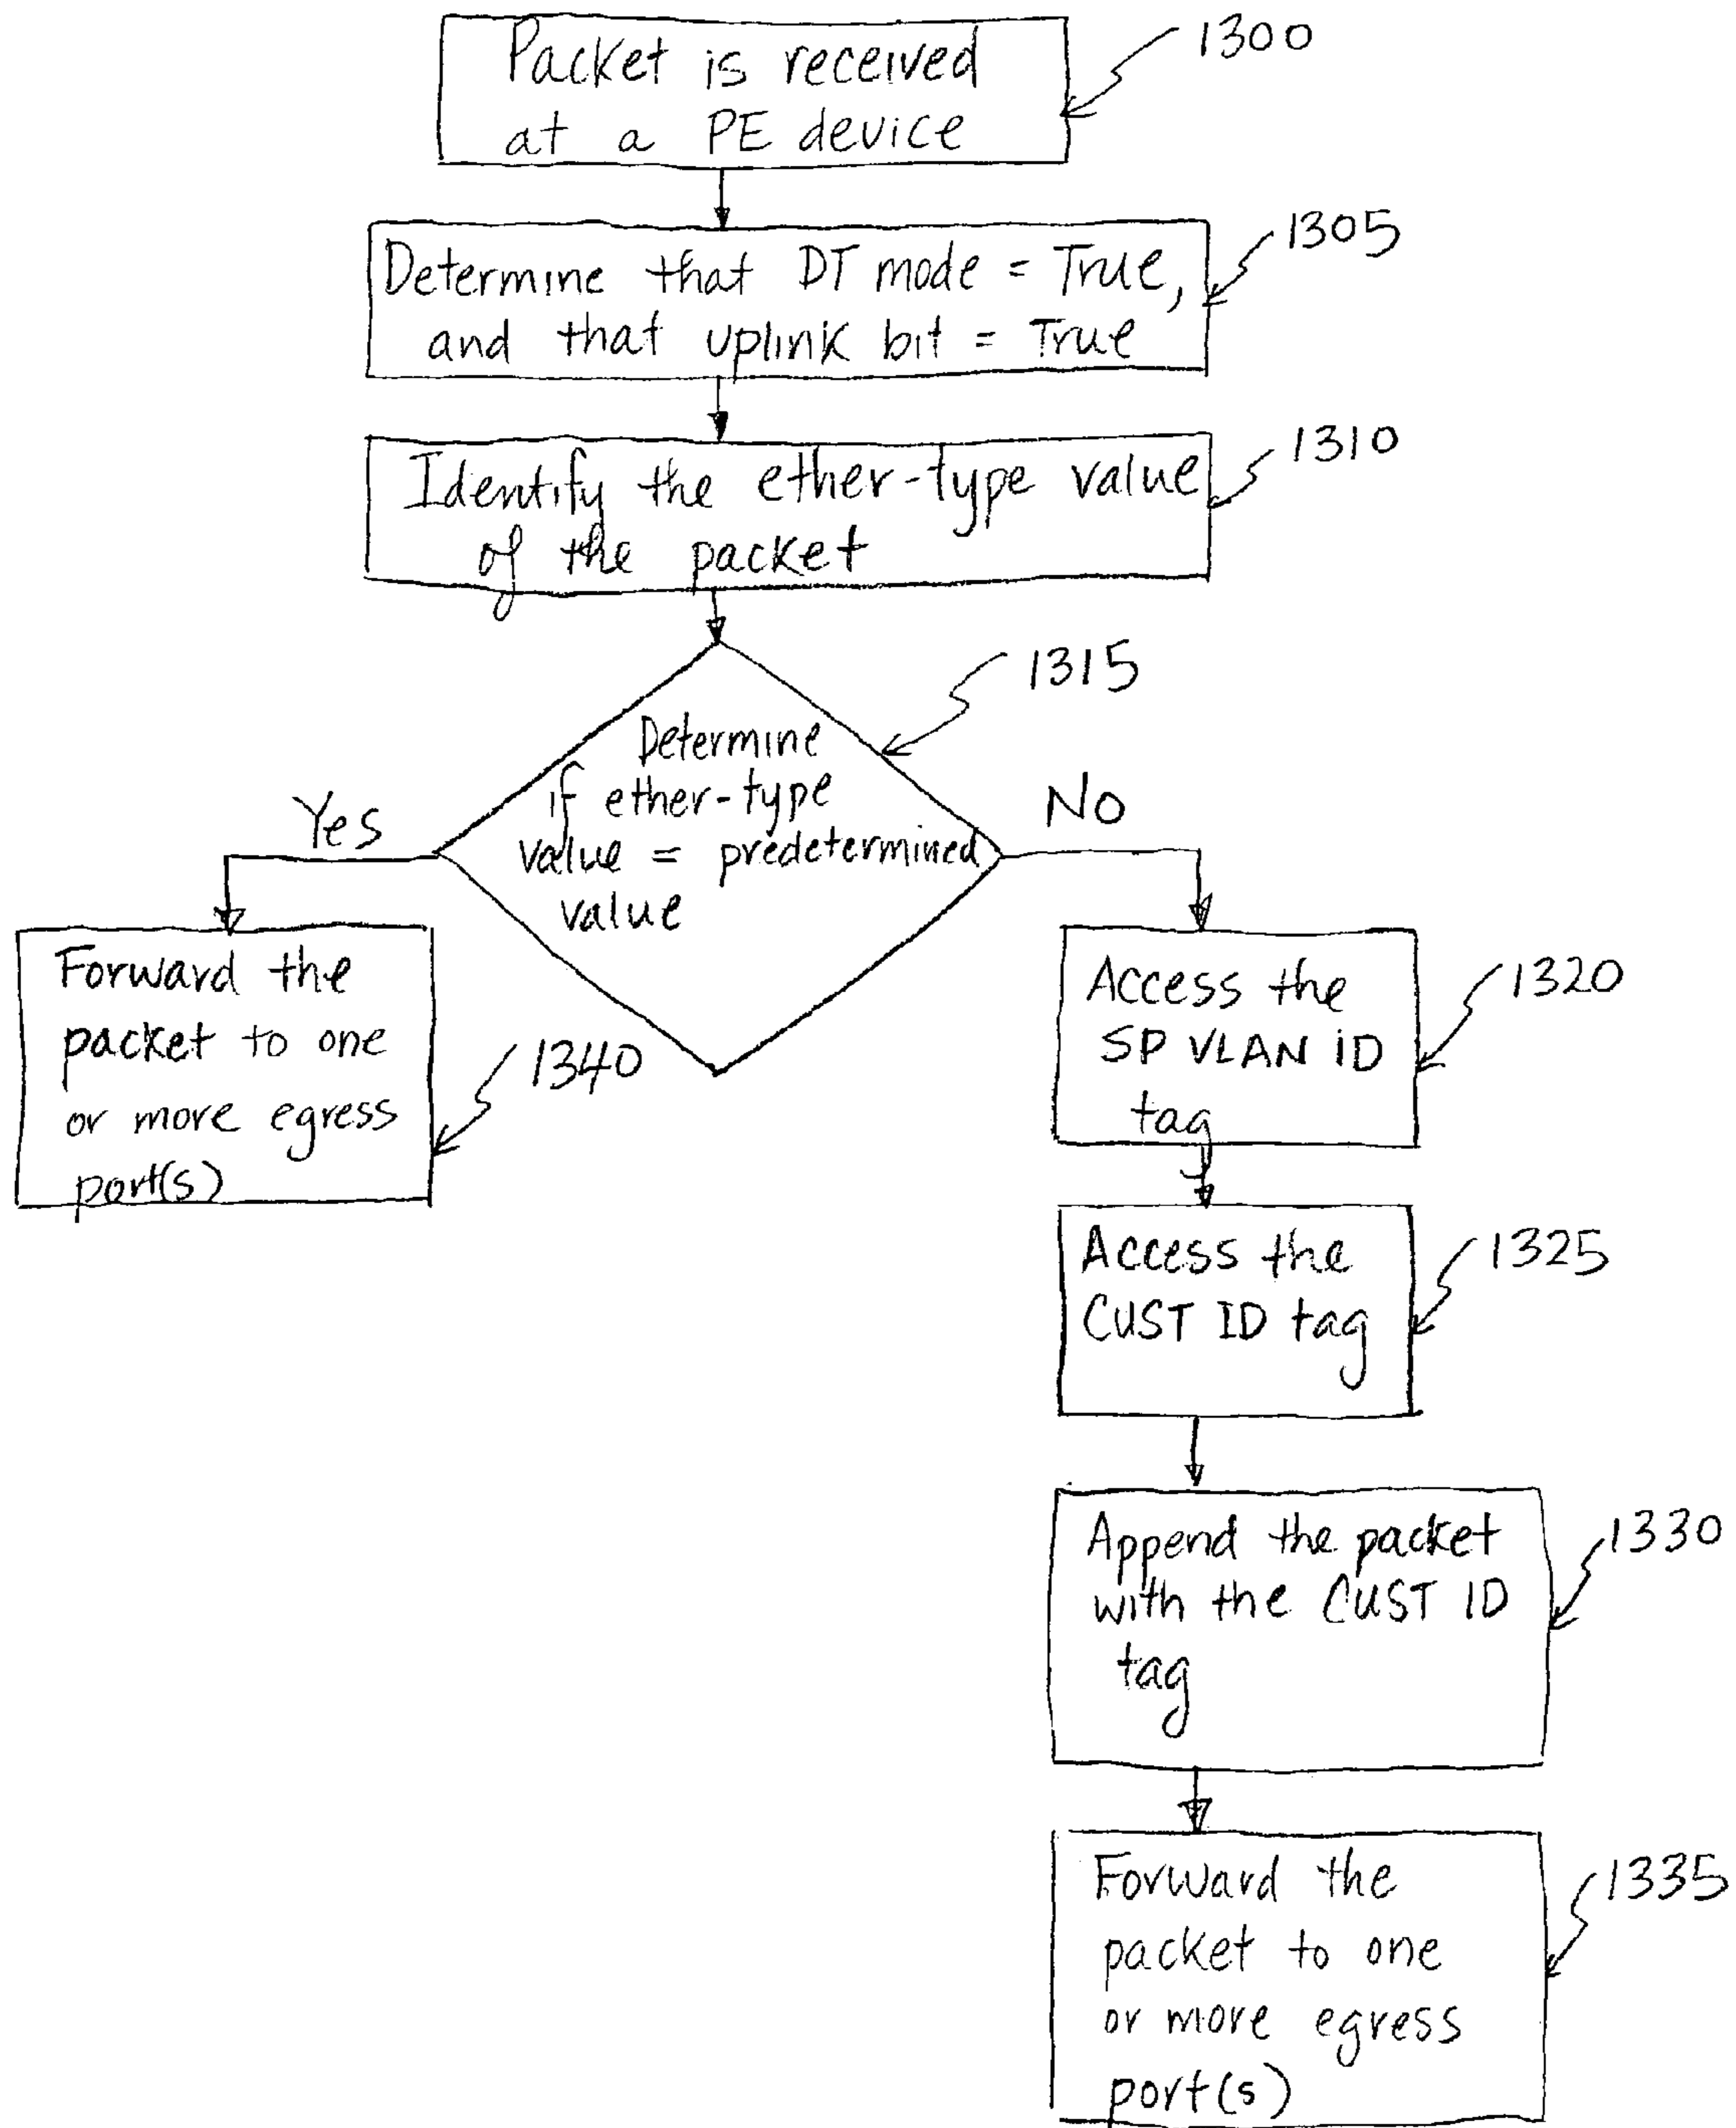 Packet is received
at a PE device
1300
Determine that DT mode = True,
and that uplink bit = True
1305
Identify the ether-type value
of the packet
1310
1315
Determine
if ether-type
value = predetermined
value
Yes
No
Forward the
packet to one
or more egress
port(s)
1340
Access the
SP VLAN ID
tag
1320
Access the
CUST ID tag
1325
Append the packet
with the CUST ID
tag
1330
Forward the
packet to one
or more egress
port(s)
1335